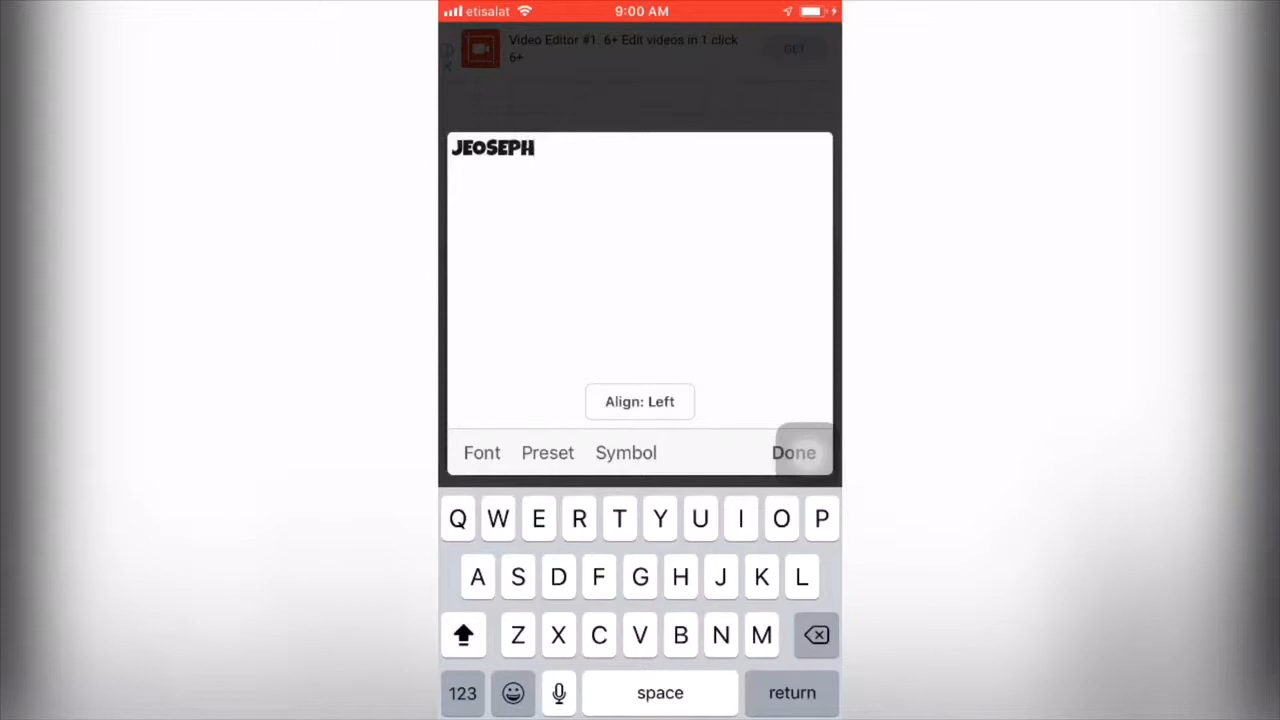 etisalat 9:00 AM
Video Editor #1. 6+ Edit videos in 1 click
6+
GET
JEOSEPH
Align: Left
Font Preset Symbol Done
Q W E R T Y U I O P
A S D F G H J K L
Z X C V B N M
123 space return